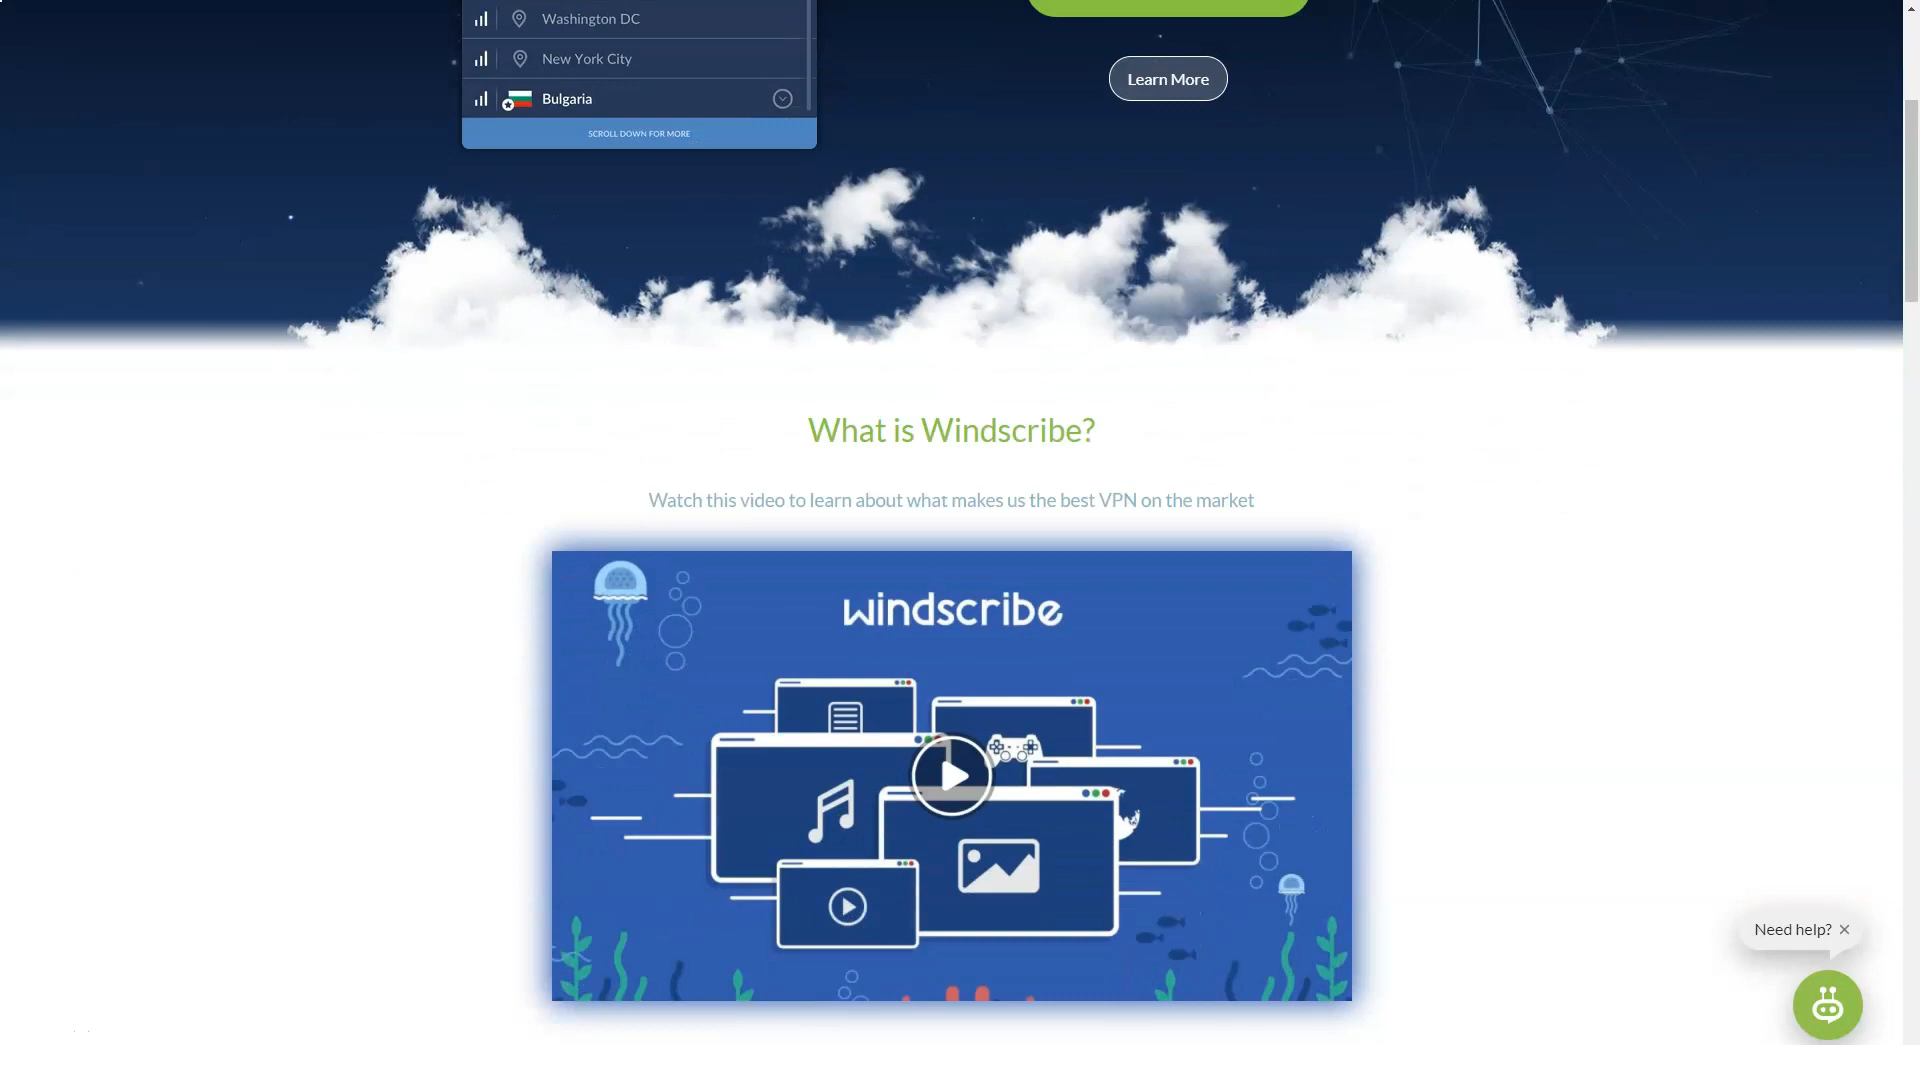 Washington DC
New York City
Bulgaria
SCROLL DOWN FOR MORE
Learn More
What is Windscribe?
Watch this video to learn about what makes us the best VPN on the market
windscribe
Need help?